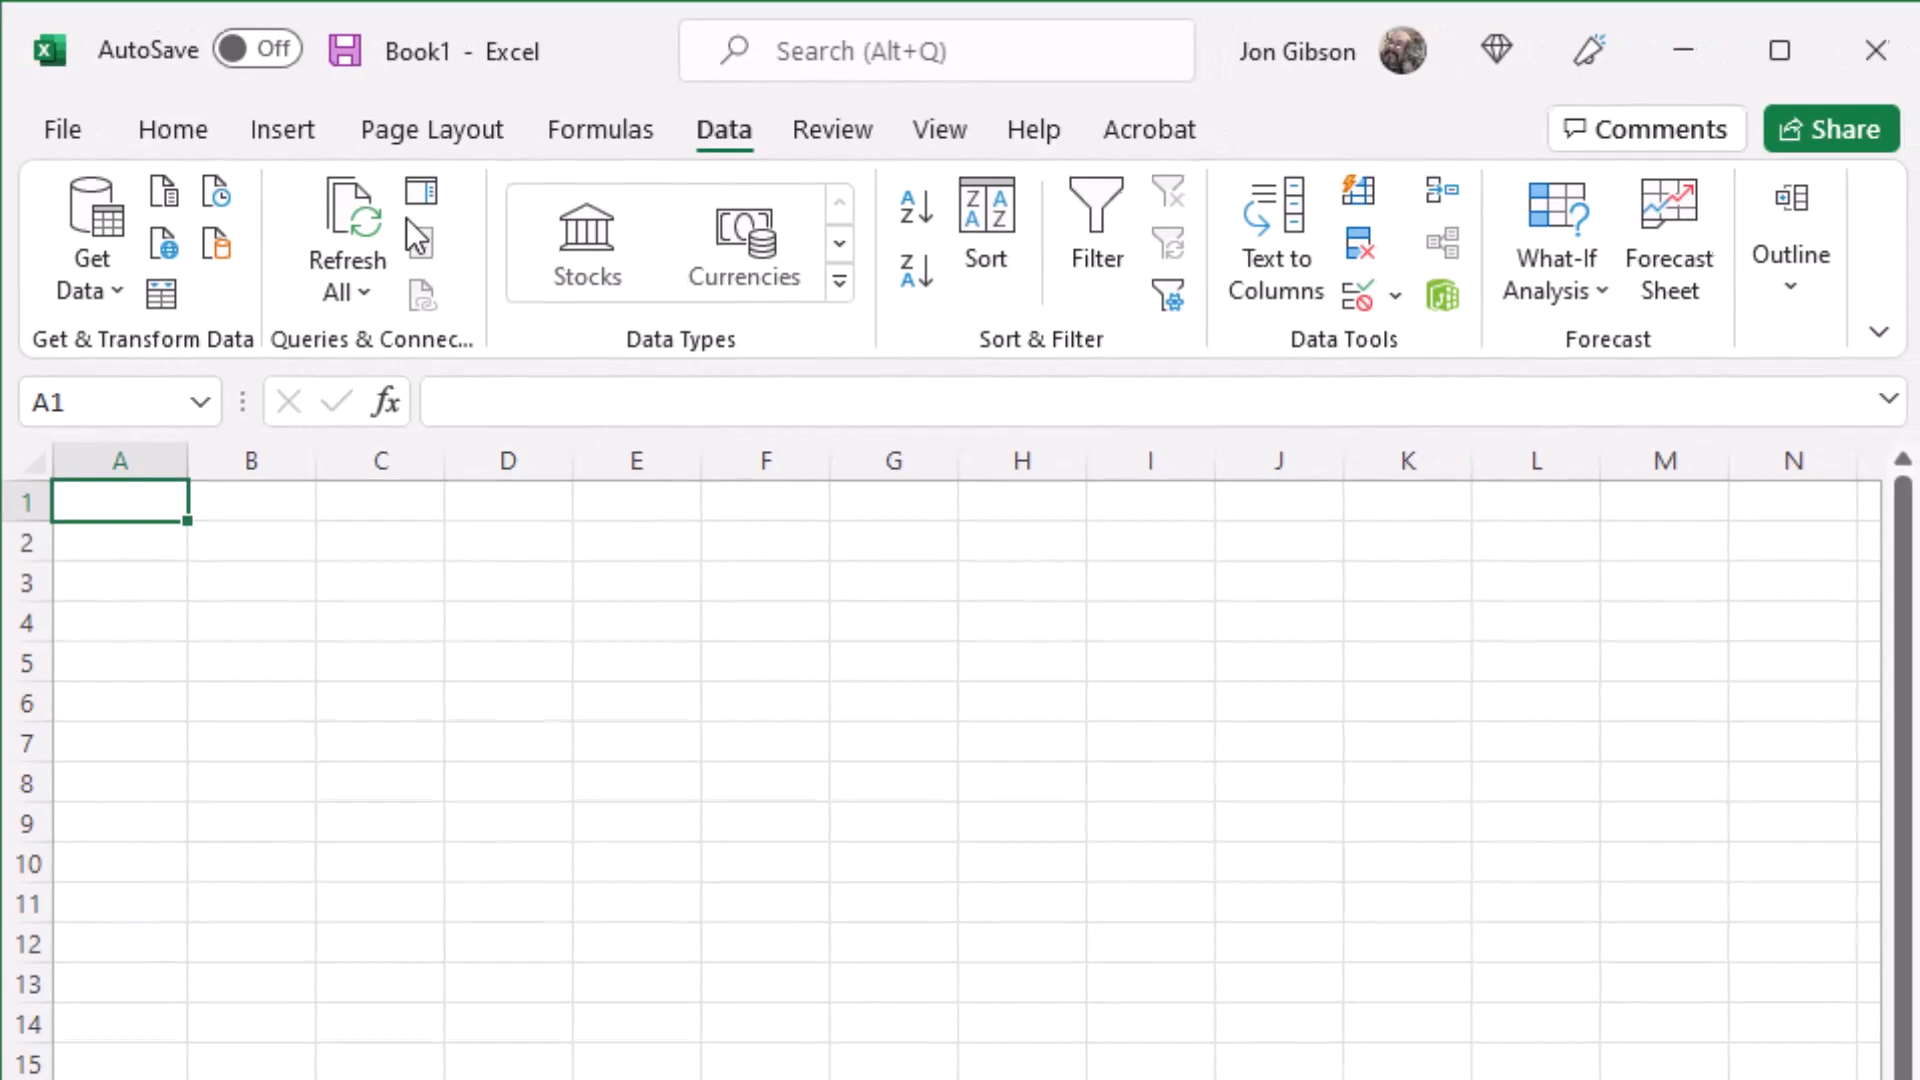 AutoSave Off Book1 - Excel Search (Alt+Q) Jon Gibson
File Home Insert Page Layout Formulas Data Review View Help Acrobat Comments Share
Get Data
Refresh All
Stocks
Currencies
A Z
Z A
Z A A Z
Sort
Filter
Text to Columns
What-If Analysis
Forecast Sheet
Outline
Get & Transform Data
Queries & Connec...
Data Types
Sort & Filter
Data Tools
Forecast
A1 fx
A B C D E F G H I J K L M N
1
2
3
4
5
6
7
8
9
10
11
12
13
14
15